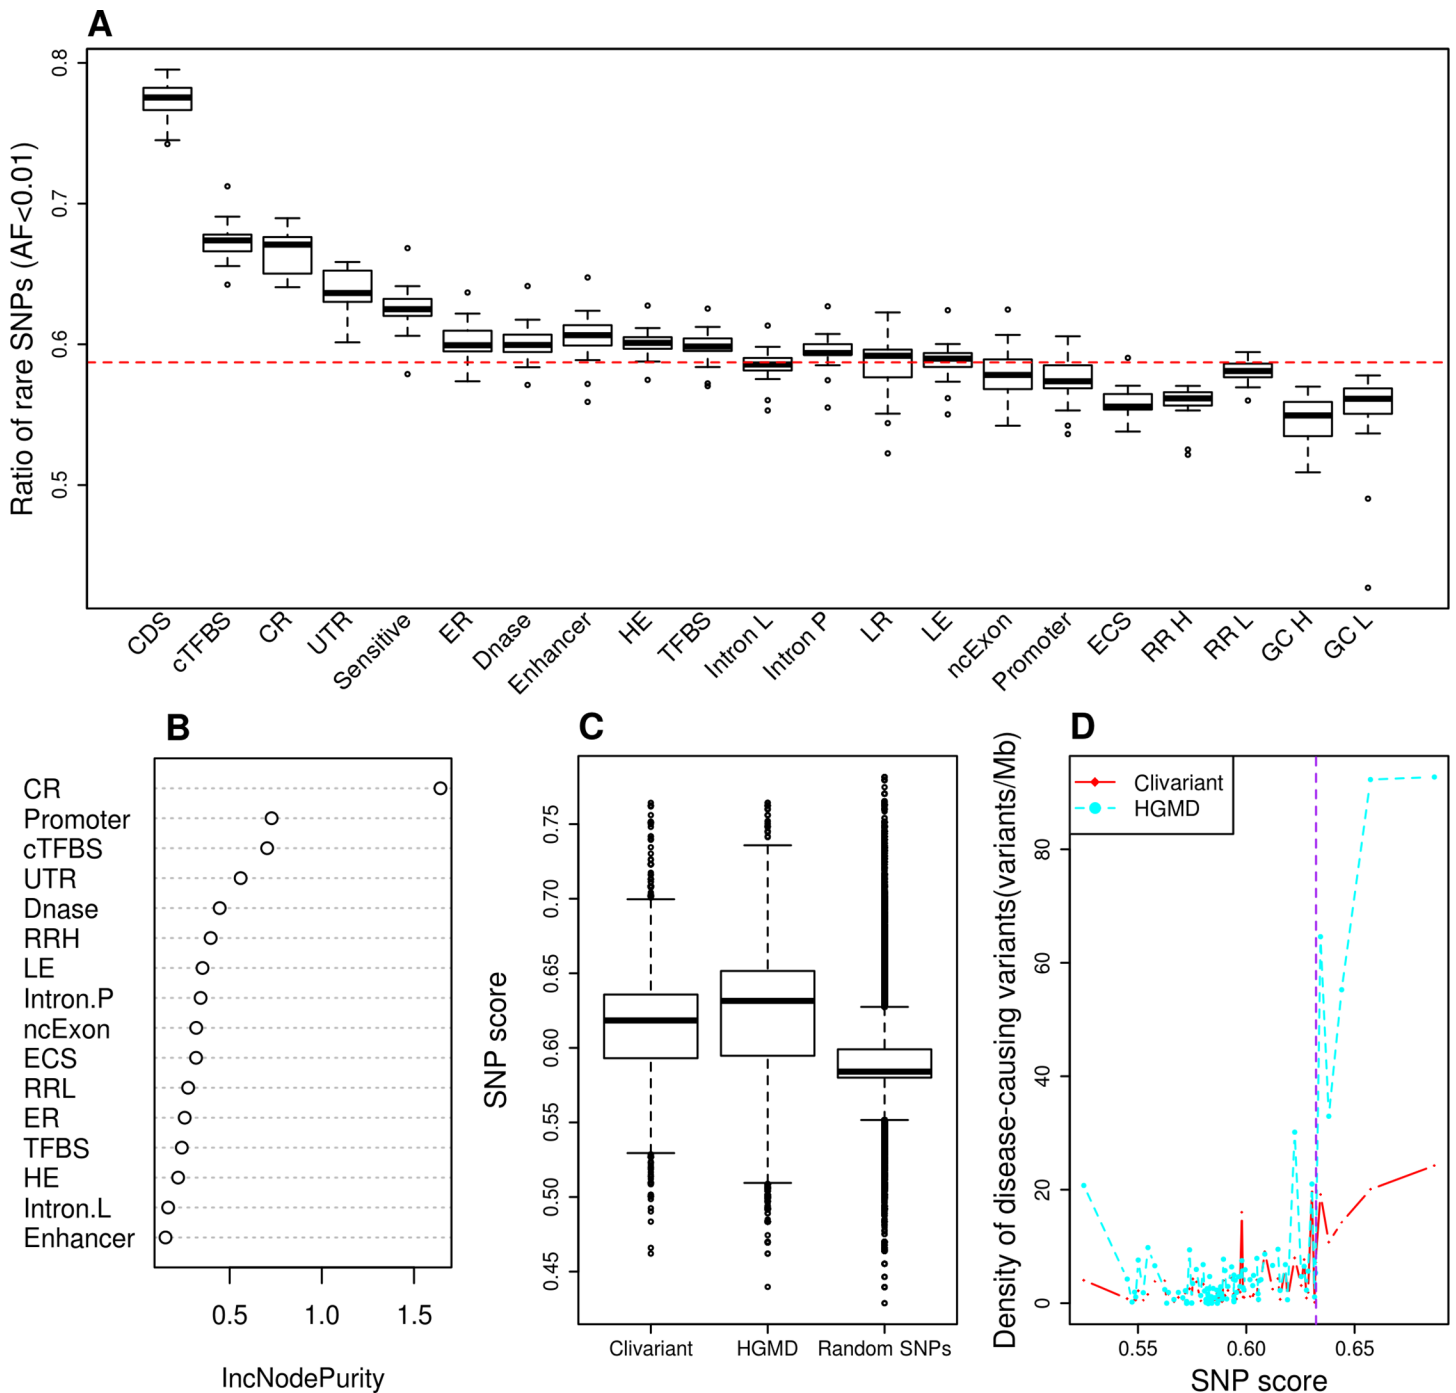 A
Ratio of rare SNPs (AF<0.01)
0.8
0.7
0.6
0.5
CDS
cTFBS
CR
UTR
Sensitive
ER
Dnase
Enhancer
HE
TFBS
Intron L
Intron P
LR
LE
ncExon
Promoter
ECS
RR H
RR L
GC H
GC L
B
CR
Promoter
cTFBS
UTR
Dnase
RRH
LE
Intron.P
ncExon
ECS
RRL
ER
TFBS
HE
Intron.L
Enhancer
0.5 1.0 1.5
IncNodePurity
C
SNP score
0.75
0.70
0.65
0.60
0.55
0.50
0.45
Clivariant HGMD Random SNPs
D
Density of disease-causing variants(variants/Mb)
Clivariant
HGMD
80
60
40
20
0
0.55 0.60 0.65
SNP score